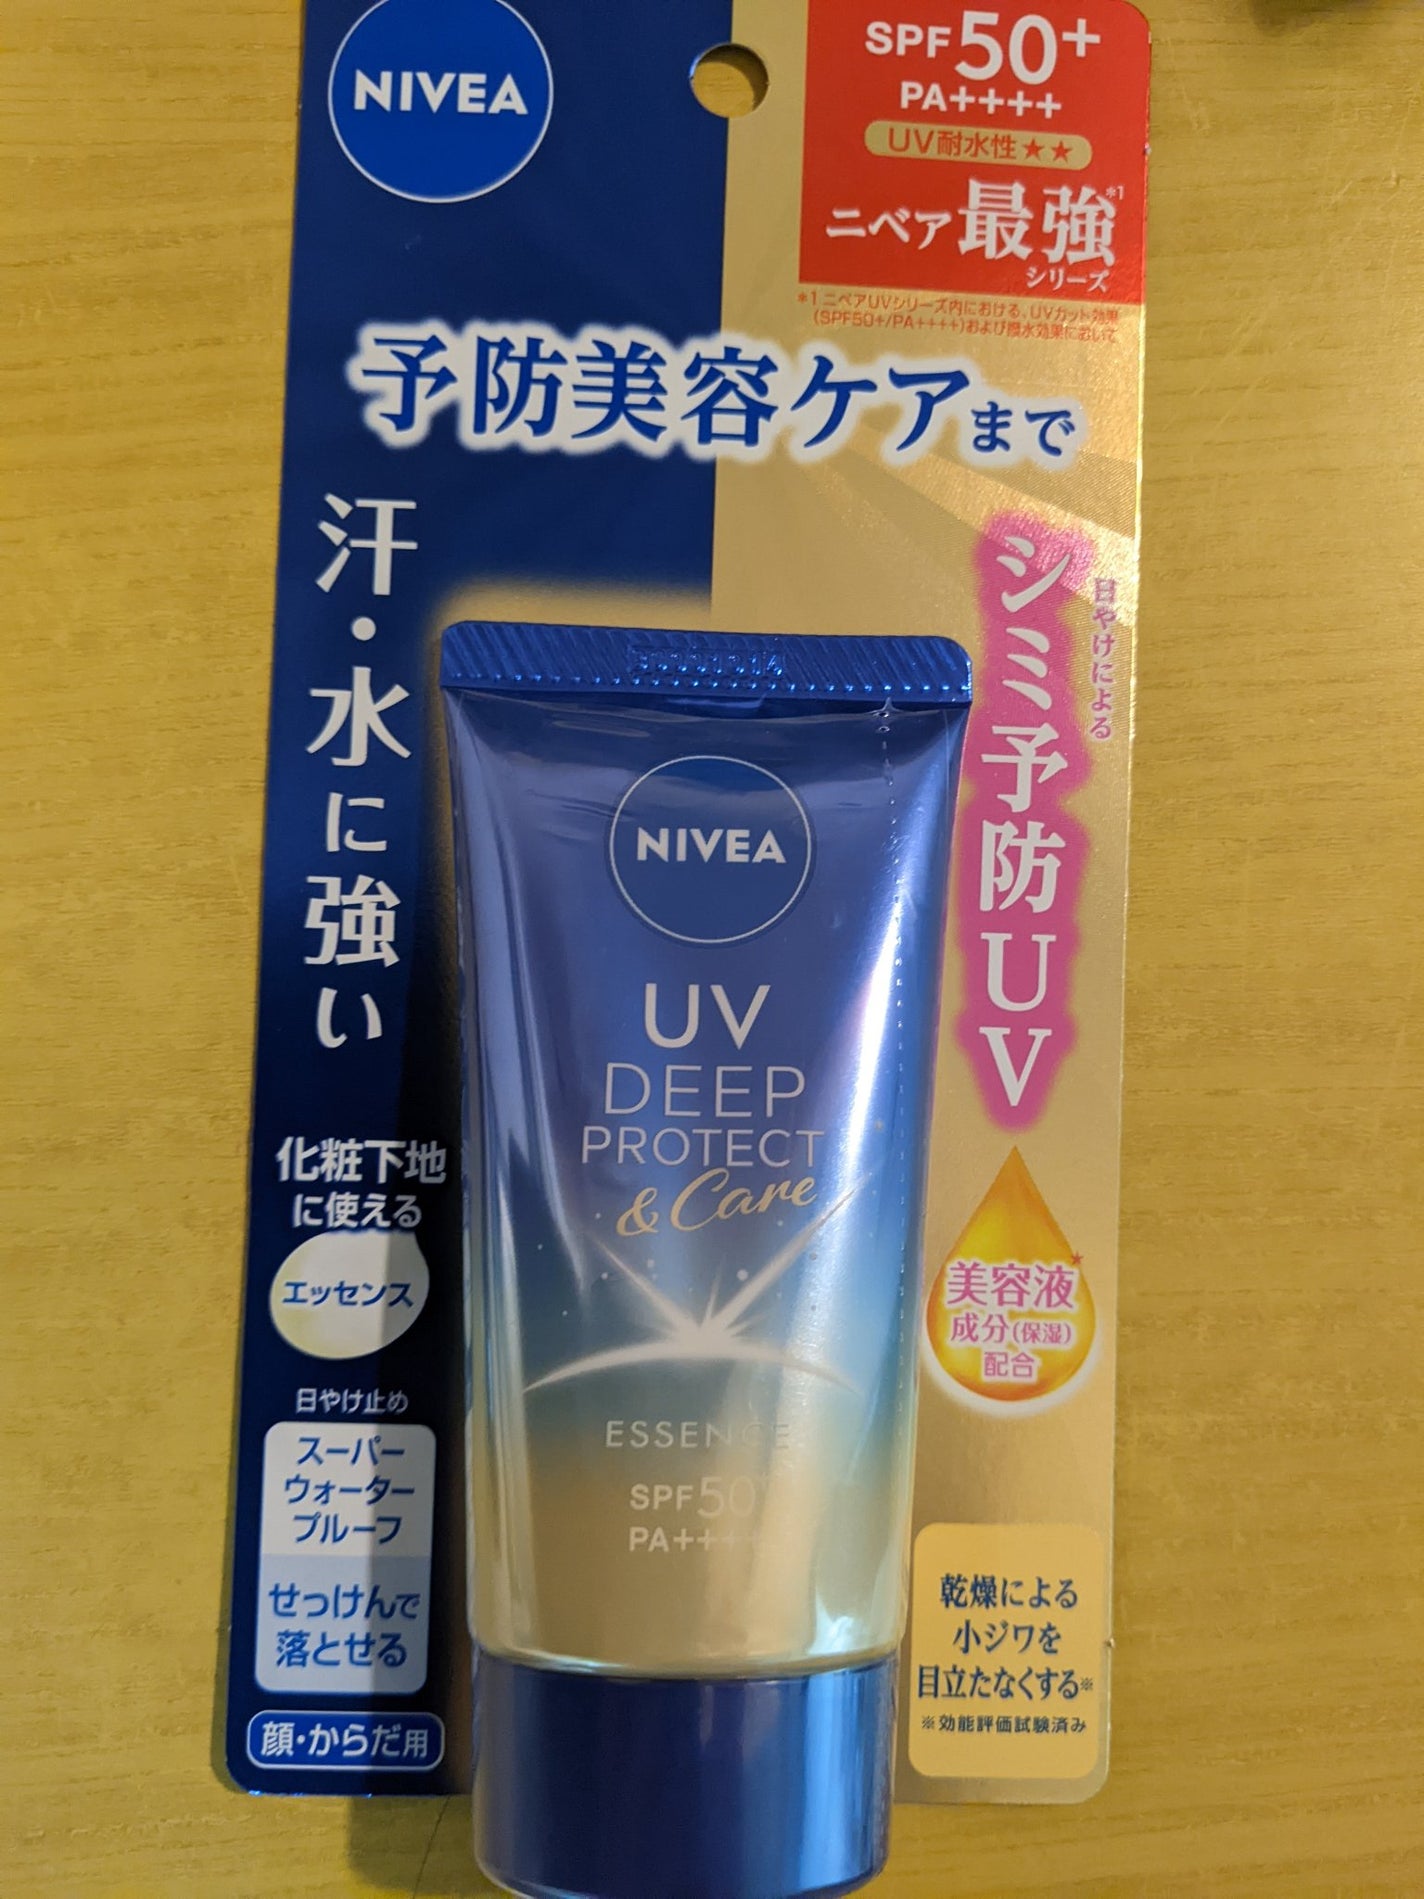 NIVEA
SPF50+
PA++++
UV耐水性★★
ニベア最強*1
シリーズ
*1 ニベアUVシリーズ内における、UVカット効果
(SPF50+/PA++++)および撥水効果において
予防美容ケアまで
汗・水に強い
日やけによる
シミ予防UV
化粧下地
に使える
エッセンス
日やけ止め
スーパー
ウォーター
プルーフ
せっけんで
落とせる
顔・からだ用
NIVEA
UV
DEEP
PROTECT
& Care
ESSENCE
SPF50+
PA++++
美容液*
成分(保湿)
配合
乾燥による
小ジワを
目立たなくする※
※効能評価試験済み